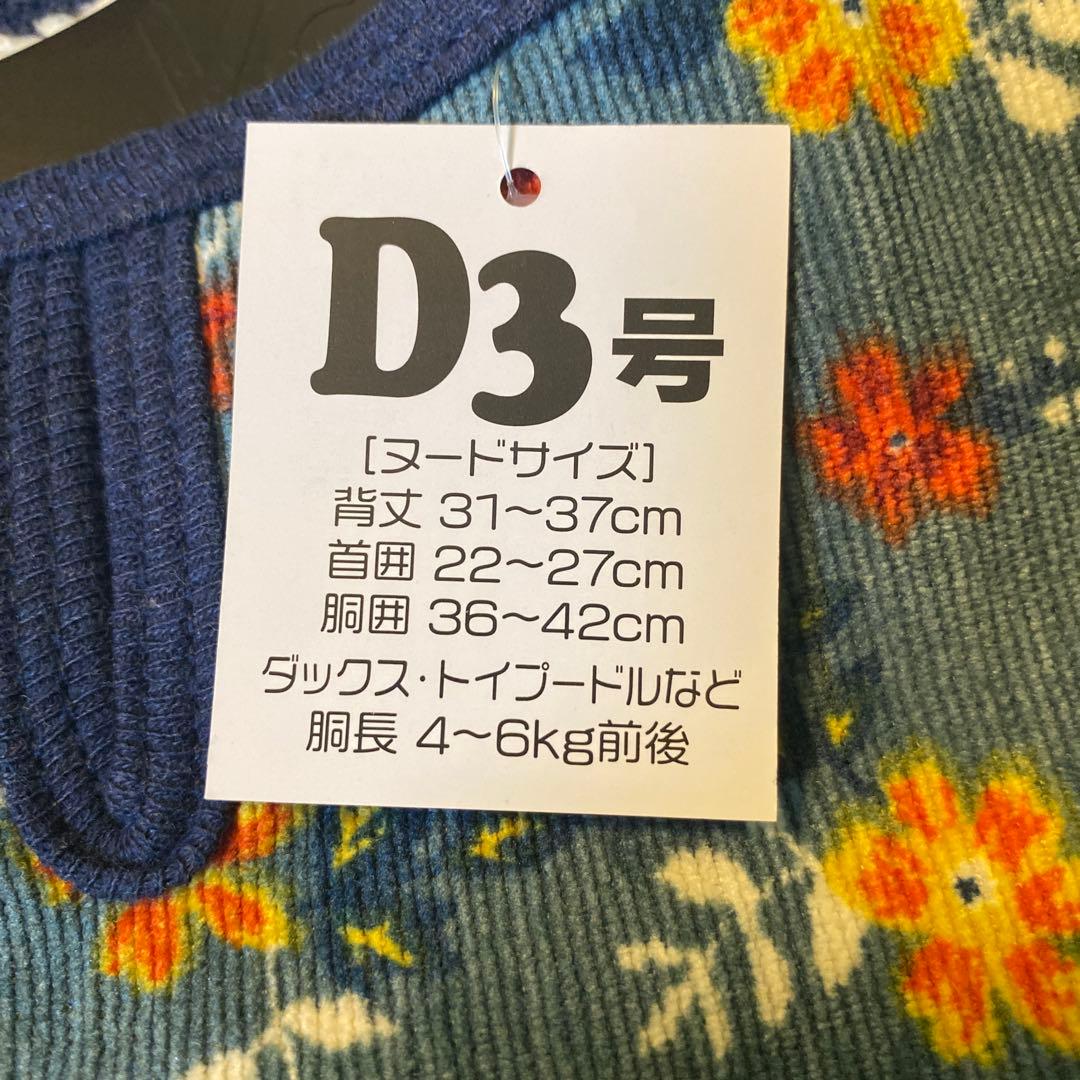 D3号
[ヌードサイズ]
背丈 31〜37cm
首囲 22〜27cm
胴囲 36〜42cm
ダックス・トイプードルなど
胴長 4〜6kg前後